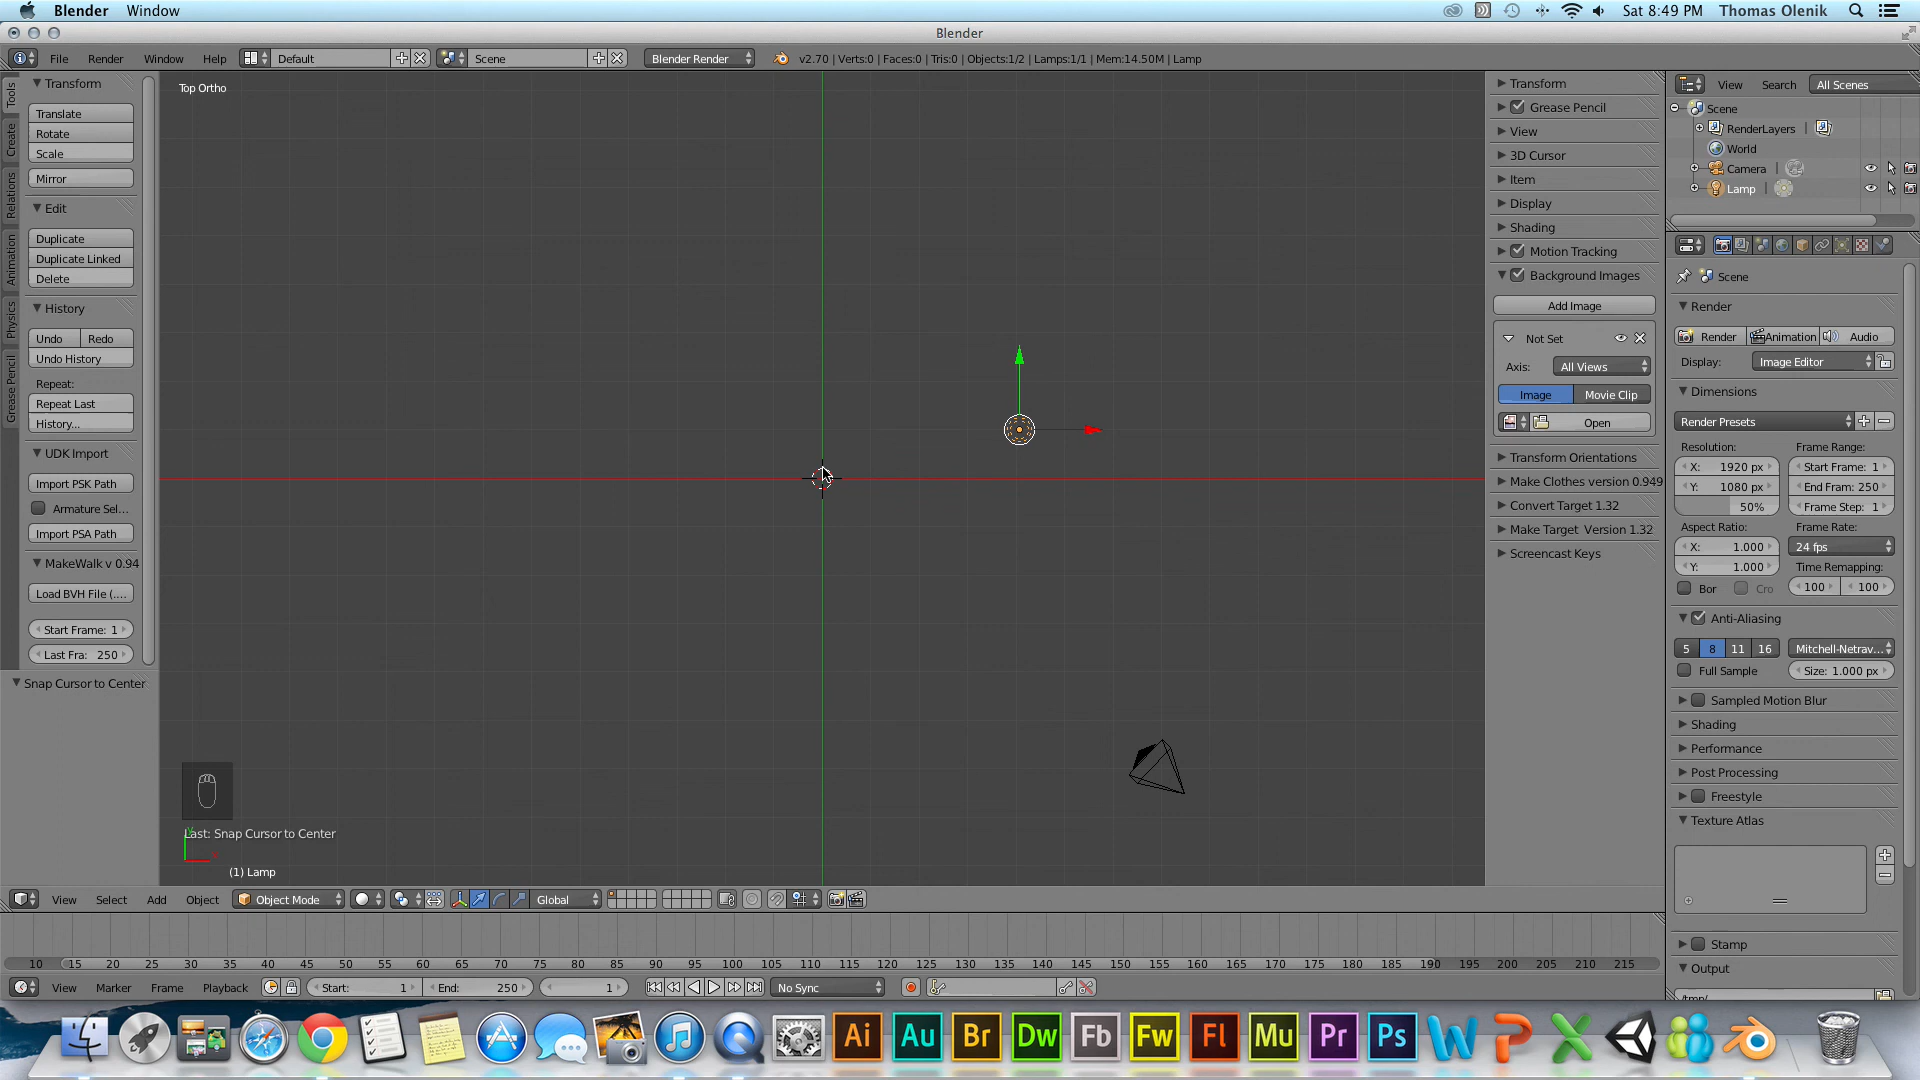 Blender Window Sat 8:49 PM Thomas Olenik
Blender
File Render Window Help Default Scene Blender Render v2.70 | Verts:0 | Faces:0 | Tris:0 | Objects:1/2 | Lamps:1/1 | Mem:14.50M | Lamp
Tools
Create
Relations
Animation
Physics
Grease Pencil
Transform
Translate
Rotate
Scale
Mirror
Edit
Duplicate
Duplicate Linked
Delete
History
Undo Redo
Undo History
Repeat:
Repeat Last
History...
UDK Import
Import PSK Path
Armature Sel...
Import PSA Path
MakeWalk v 0.94
Load BVH File (....
Start Frame: 1
Last Fra: 250
Snap Cursor to Center
Top Ortho
Last: Snap Cursor to Center
(1) Lamp
Transform
Grease Pencil
View
3D Cursor
Item
Display
Shading
Motion Tracking
Background Images
Add Image
Not Set
Axis: All Views
Image Movie Clip
Open
Transform Orientations
Make Clothes version 0.949
Convert Target 1.32
Make Target Version 1.32
Screencast Keys
View Search All Scenes
Scene
RenderLayers
World
Camera
Lamp
Scene
Render
Render Animation Audio
Display: Image Editor
Dimensions
Render Presets
Resolution: Frame Range:
X: 1920 px Start Frame: 1
Y: 1080 px End Fram: 250
50% Frame Step: 1
Aspect Ratio: Frame Rate:
X: 1.000 24 fps
Y: 1.000 Time Remapping:
Bor Cro 100 100
Anti-Aliasing
5 8 11 16 Mitchell-Netrav...
Full Sample Size: 1.000 px
Sampled Motion Blur
Shading
Performance
Post Processing
Freestyle
Texture Atlas
Stamp
Output
/tmp/
View Select Add Object Object Mode Global
10 15 20 25 30 35 40 45 50 55 60 65 70 75 80 85 90 95 100 105 110 115 120 125 130 135 140 145 150 155 160 165 170 175 180 185 190 195 200 205 210 215
View Marker Frame Playback Start: 1 End: 250 1 No Sync
Ai Au Br Dw Fb Fw Fl Mu Pr Ps